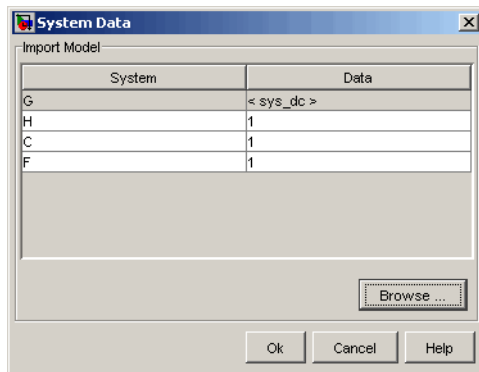 System Data
Import Model
System Data
G < sys_dc >
H 1
C 1
F 1
Browse ...
Ok Cancel Help